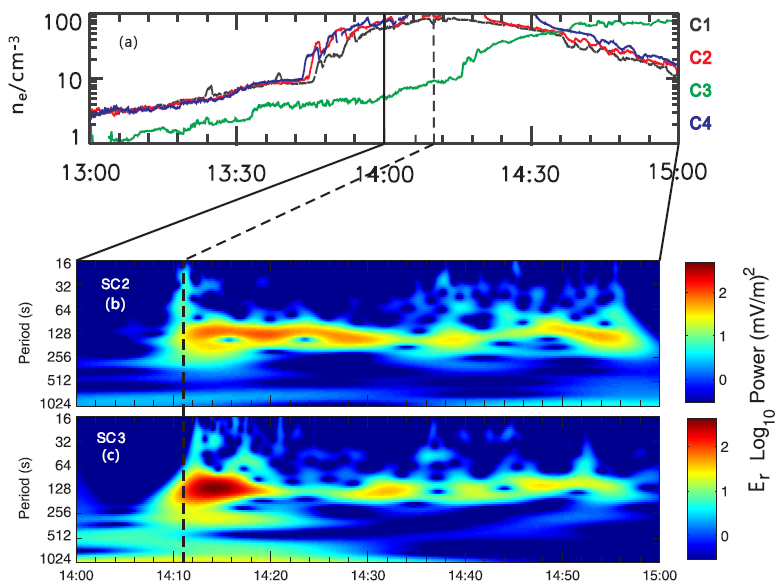 100
10
1
n_e/cm^-3
(a)
C1
C2
C3
C4
13:00
13:30
14:00
14:30
15:00
16
32
64
128
256
512
1024
Period (s)
SC2
(b)
2
1
0
16
32
64
128
256
512
1024
Period (s)
SC3
(c)
2
1
0
E_r Log_10 Power (mV/m)^2
14:00
14:10
14:20
14:30
14:40
14:50
15:00